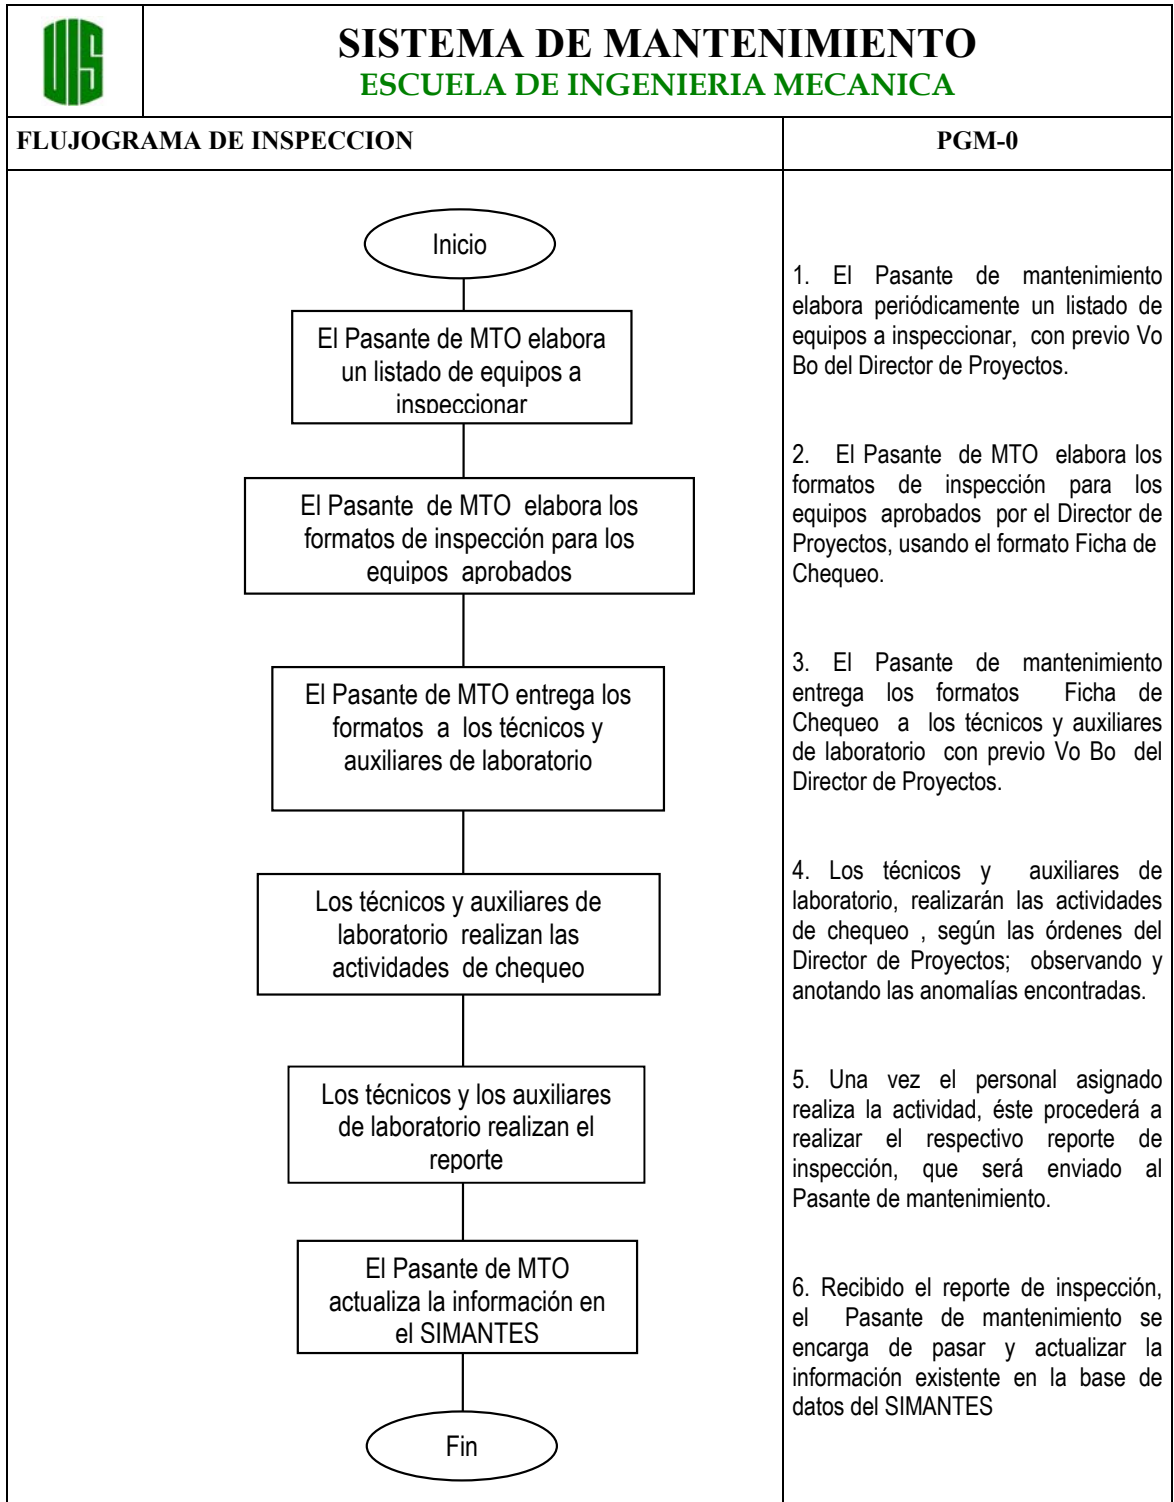 UIS
SISTEMA DE MANTENIMIENTO
ESCUELA DE INGENIERIA MECANICA
FLUJOGRAMA DE INSPECCION
PGM-0
Inicio
El Pasante de MTO elabora
un listado de equipos a
inspeccionar
El Pasante de MTO elabora los
formatos de inspección para los
equipos aprobados
El Pasante de MTO entrega los
formatos a los técnicos y
auxiliares de laboratorio
Los técnicos y auxiliares de
laboratorio realizan las
actividades de chequeo
Los técnicos y los auxiliares
de laboratorio realizan el
reporte
El Pasante de MTO
actualiza la información en
el SIMANTES
Fin
1. El Pasante de mantenimiento
elabora periódicamente un listado de
equipos a inspeccionar, con previo Vo
Bo del Director de Proyectos.
2. El Pasante de MTO elabora los
formatos de inspección para los
equipos aprobados por el Director de
Proyectos, usando el formato Ficha de
Chequeo.
3. El Pasante de mantenimiento
entrega los formatos Ficha de
Chequeo a los técnicos y auxiliares
de laboratorio con previo Vo Bo del
Director de Proyectos.
4. Los técnicos y auxiliares de
laboratorio, realizarán las actividades
de chequeo , según las órdenes del
Director de Proyectos; observando y
anotando las anomalías encontradas.
5. Una vez el personal asignado
realiza la actividad, éste procederá a
realizar el respectivo reporte de
inspección, que será enviado al
Pasante de mantenimiento.
6. Recibido el reporte de inspección,
el Pasante de mantenimiento se
encarga de pasar y actualizar la
información existente en la base de
datos del SIMANTES